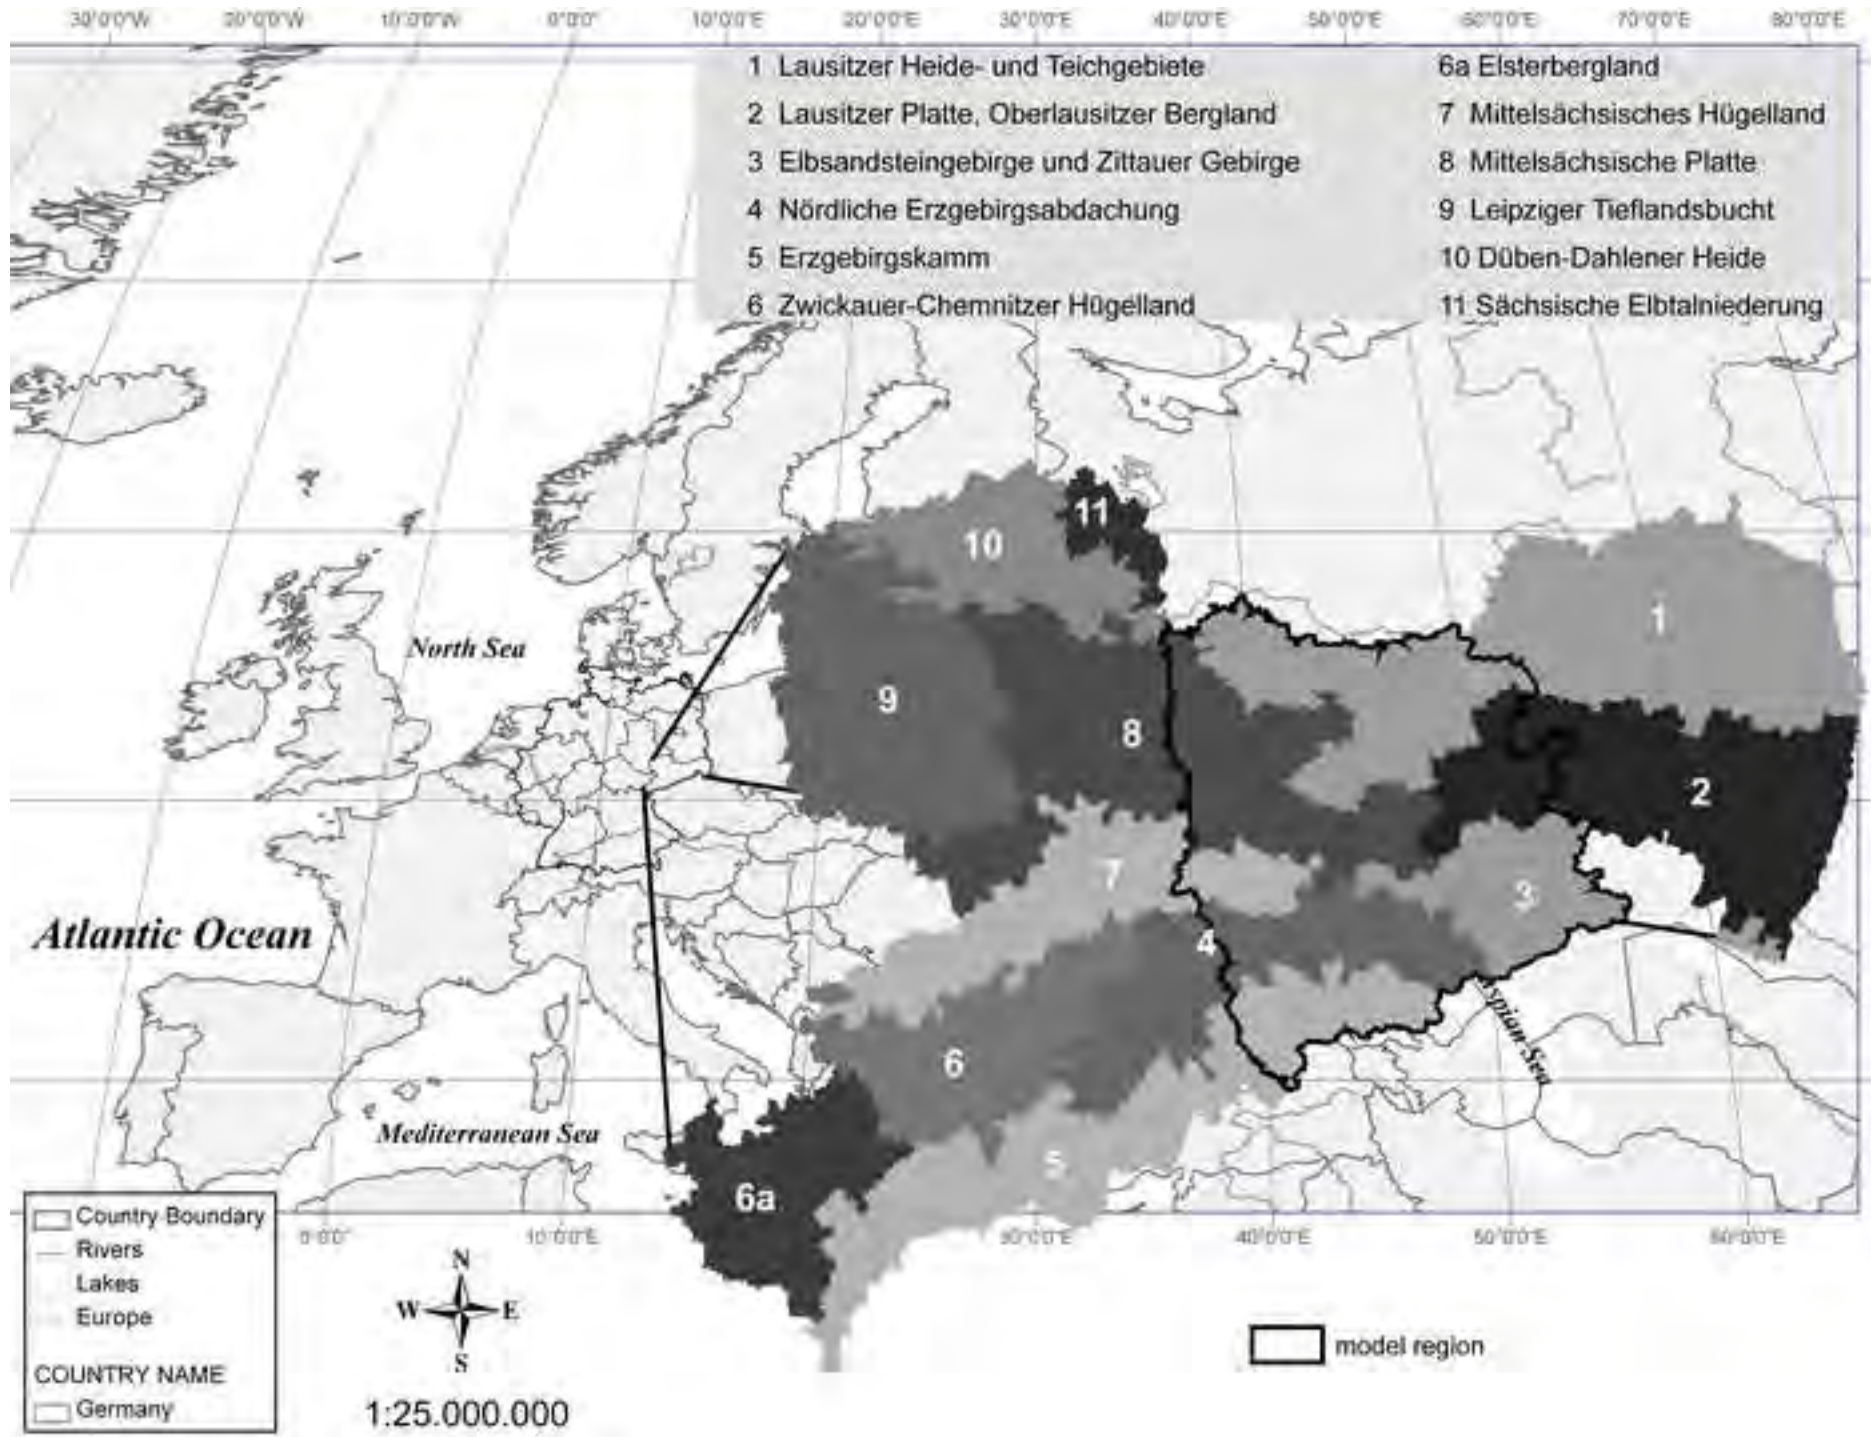 30°0'0"W 20°0'0"W 10°0'0"W 0°0'0" 10°0'0"E 20°0'0"E 30°0'0"E 40°0'0"E 50°0'0"E 60°0'0"E 70°0'0"E 80°0'0"E
1 Lausitzer Heide- und Teichgebiete
2 Lausitzer Platte, Oberlausitzer Bergland
3 Elbsandsteingebirge und Zittauer Gebirge
4 Nördliche Erzgebirgsabdachung
5 Erzgebirgskamm
6 Zwickauer-Chemnitzer Hügelland
6a Elsterbergland
7 Mittelsächsisches Hügelland
8 Mittelsächsische Platte
9 Leipziger Tieflandsbucht
10 Düben-Dahlener Heide
11 Sächsische Elbtalniederung
11
10
1
North Sea
9
8
2
7
3
Atlantic Ocean
4
spian Sea
6
Mediterranean Sea
5
6a
0°0'0" 10°0'0"E 30°0'0"E 40°0'0"E 50°0'0"E 60°0'0"E
Country Boundary
Rivers
Lakes
Europe
COUNTRY NAME
Germany
N
W E
S
1:25.000.000
model region